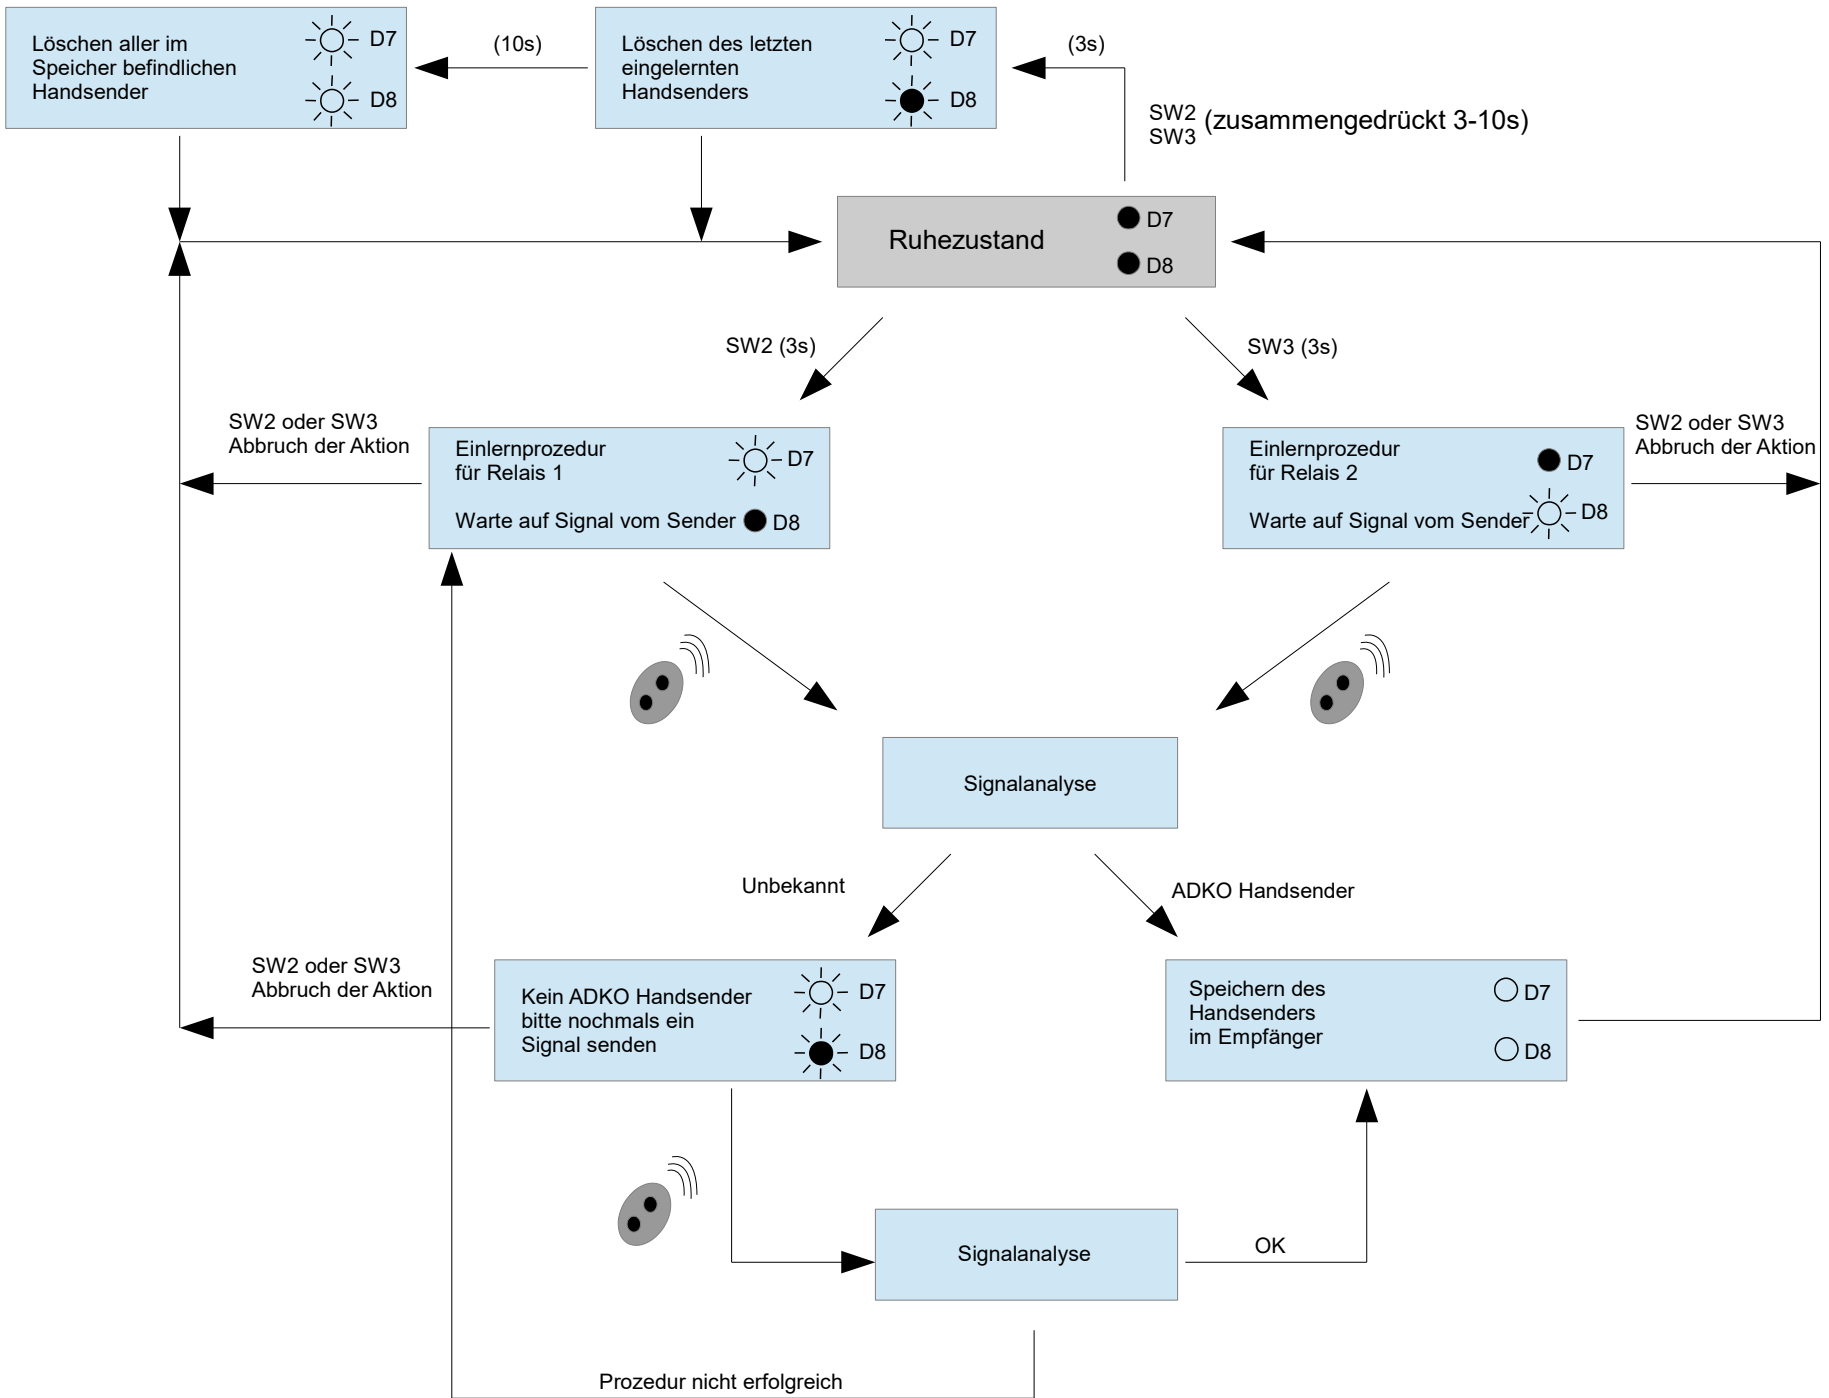 Löschen aller im
Speicher befindlichen
Handsender
D7
D8
(10s)
Löschen des letzten
eingelernten
Handsenders
D7
D8
(3s)
SW2
SW3
(zusammengedrückt 3-10s)
Ruhezustand
D7
D8
SW2 (3s)
SW3 (3s)
SW2 oder SW3
Abbruch der Aktion
Einlernprozedur
für Relais 1
Warte auf Signal vom Sender
D7
D8
Einlernprozedur
für Relais 2
Warte auf Signal vom Sender
D7
D8
SW2 oder SW3
Abbruch der Aktion
Signalanalyse
Unbekannt
ADKO Handsender
SW2 oder SW3
Abbruch der Aktion
Kein ADKO Handsender
bitte nochmals ein
Signal senden
D7
D8
Speichern des
Handsenders
im Empfänger
D7
D8
Signalanalyse
OK
Prozedur nicht erfolgreich